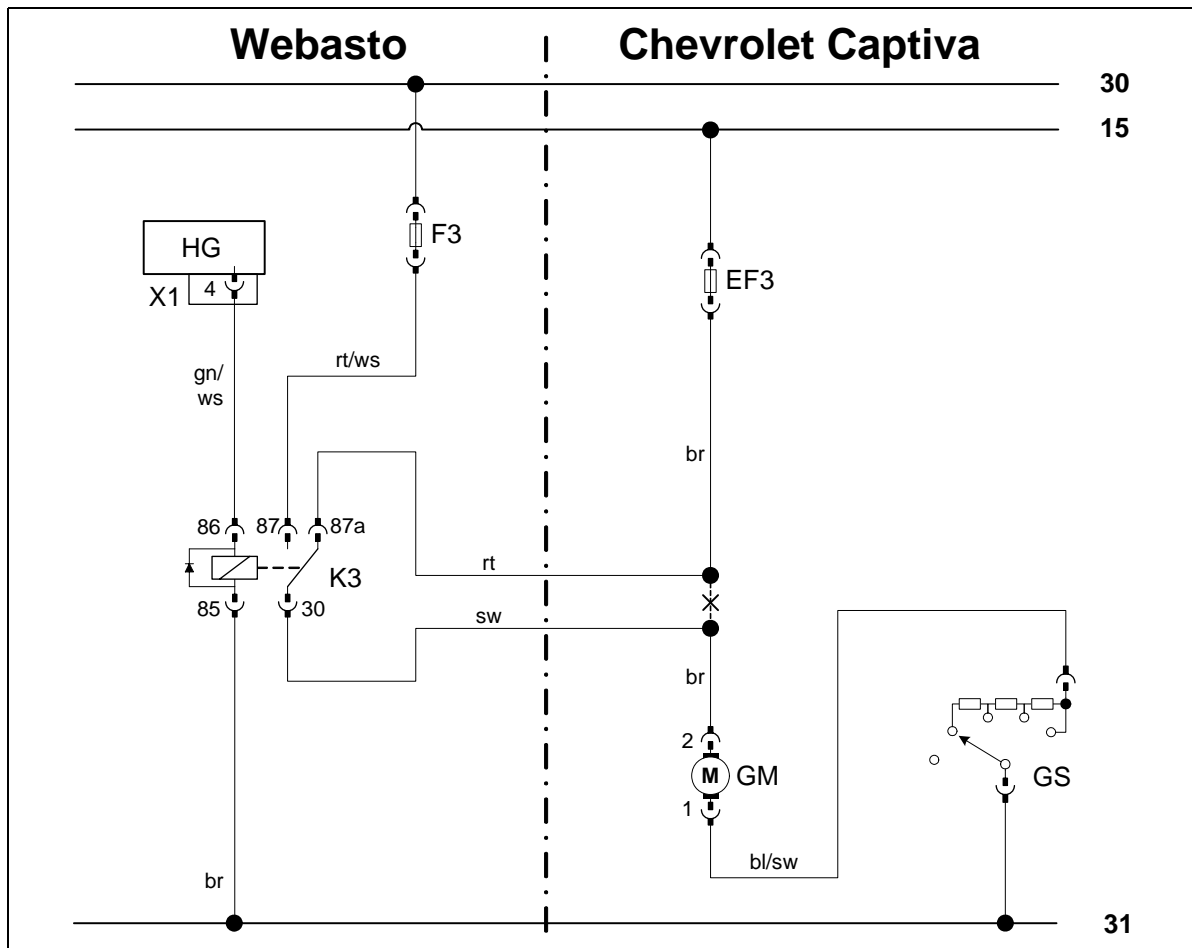 Webasto
Chevrolet Captiva
30
15
HG
F3
EF3
X1
4
rt/ws
gn/
ws
br
86
87
87a
K3
rt
85
30
sw
br
2
M
GM
GS
1
bl/sw
br
31